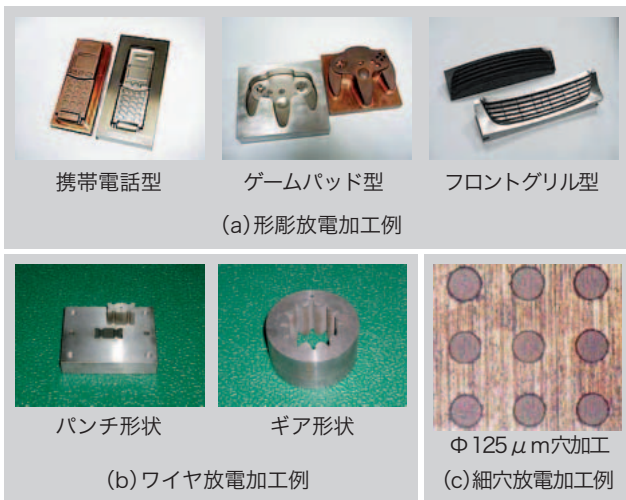 携帯電話型
ゲームパッド型
フロントグリル型
(a)形彫放電加工例
パンチ形状
ギア形状
Φ125μm穴加工
(b)ワイヤ放電加工例
(c)細穴放電加工例